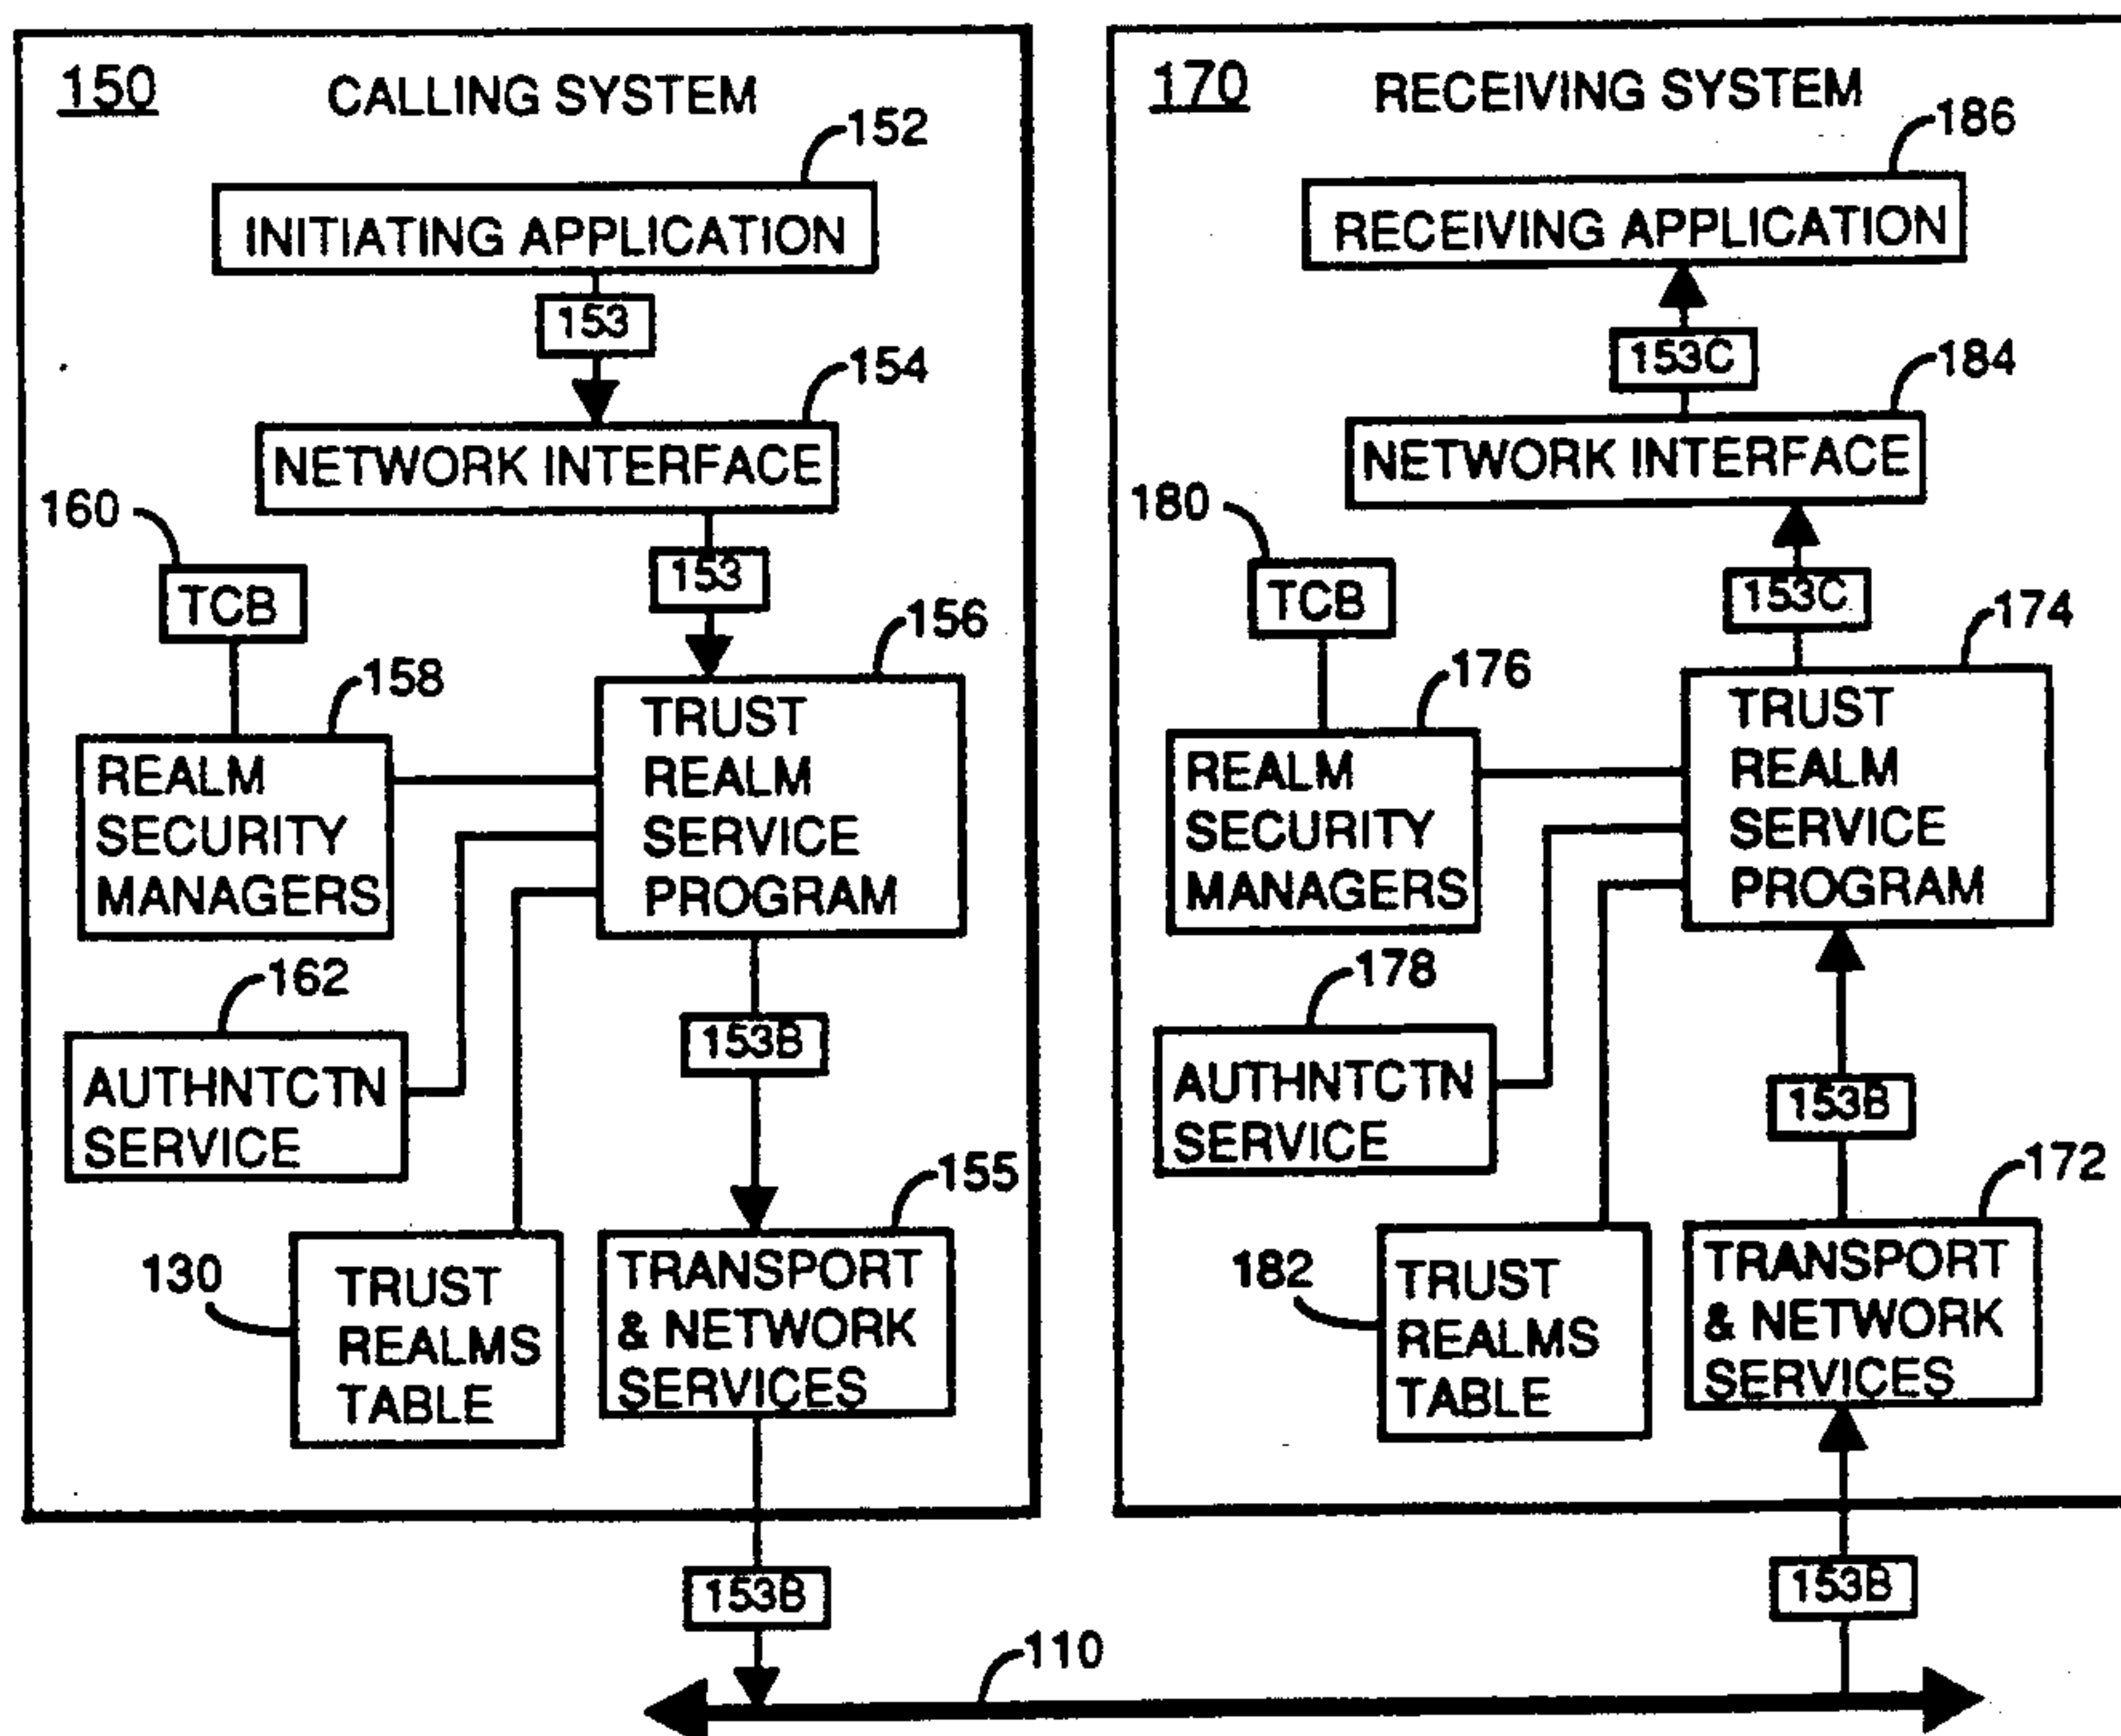 150 CALLING SYSTEM
152
INITIATING APPLICATION
153
154
NETWORK INTERFACE
160
153
TCB
156
158
TRUST
REALM
SERVICE
PROGRAM
REALM
SECURITY
MANAGERS
162
153B
AUTHNTCTN
SERVICE
155
130
TRUST
REALMS
TABLE
TRANSPORT
& NETWORK
SERVICES
153B
110
170 RECEIVING SYSTEM
186
RECEIVING APPLICATION
153C
184
NETWORK INTERFACE
180
153C
TCB
174
176
TRUST
REALM
SERVICE
PROGRAM
REALM
SECURITY
MANAGERS
178
AUTHNTCTN
SERVICE
153B
172
182
TRUST
REALMS
TABLE
TRANSPORT
& NETWORK
SERVICES
153B